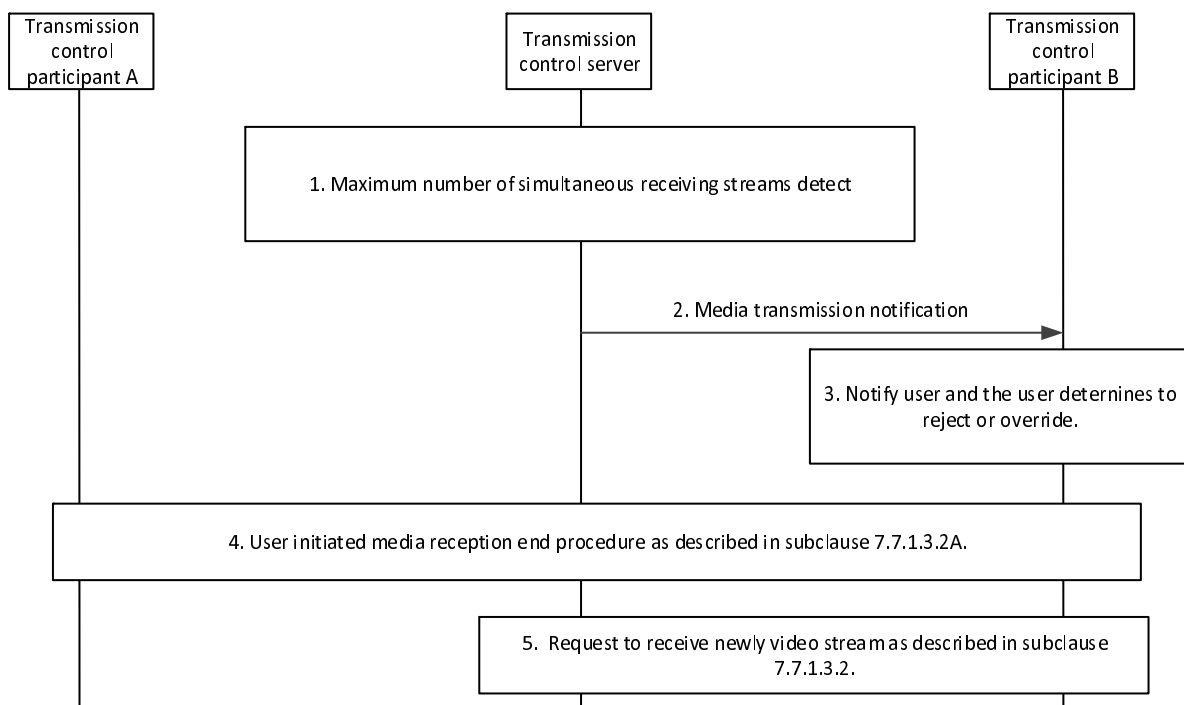 Transmission
control
participant A
Transmission
control server
Transmission
control
participant B
1. Maximum number of simultaneous receiving streams detect
2. Media transmission notification
3. Notify user and the user deternines to
reject or override.
4. User initiated media reception end procedure as described in subclause 7.7.1.3.2A.
5. Request to receive newly video stream as described in subclause
7.7.1.3.2.